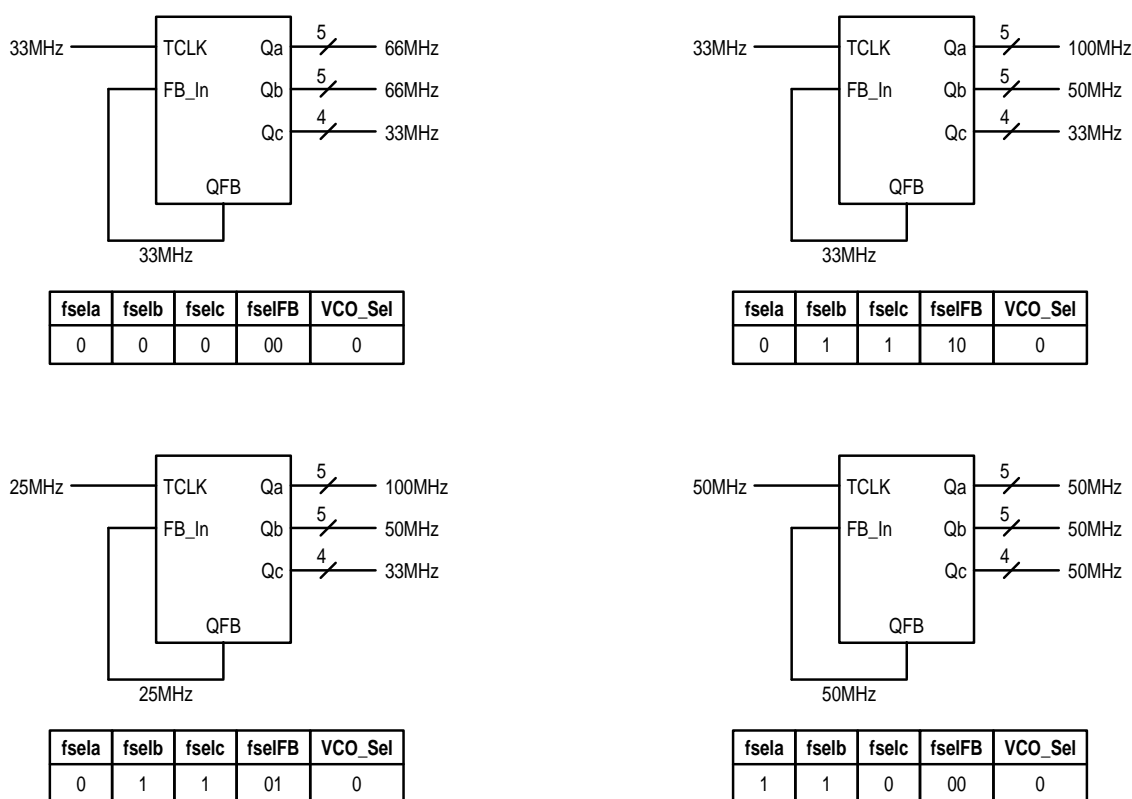 33MHz TCLK Qa 5 66MHz
FB_In Qb 5 66MHz
Qc 4 33MHz
QFB
33MHz
fsela fselb fselc fselFB VCO_Sel
0 0 0 00 0
33MHz TCLK Qa 5 100MHz
FB_In Qb 5 50MHz
Qc 4 33MHz
QFB
33MHz
fsela fselb fselc fselFB VCO_Sel
0 1 1 10 0
25MHz TCLK Qa 5 100MHz
FB_In Qb 5 50MHz
Qc 4 33MHz
QFB
25MHz
fsela fselb fselc fselFB VCO_Sel
0 1 1 01 0
50MHz TCLK Qa 5 50MHz
FB_In Qb 5 50MHz
Qc 4 50MHz
QFB
50MHz
fsela fselb fselc fselFB VCO_Sel
1 1 0 00 0